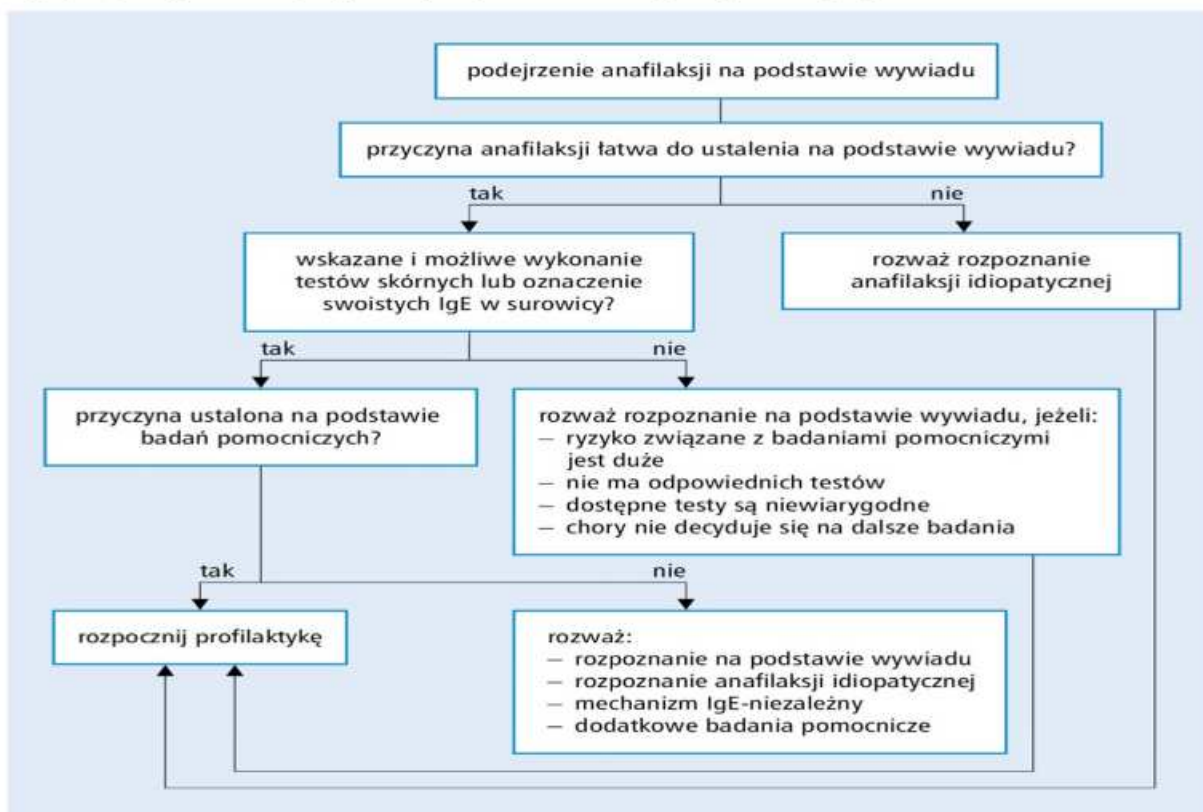 podejrzenie anafilaksji na podstawie wywiadu
przyczyna anafilaksji łatwa do ustalenia na podstawie wywiadu?
tak
nie
wskazane i możliwe wykonanie
testów skórnych lub oznaczenie
swoistych IgE w surowicy?
rozważ rozpoznanie
anafilaksji idiopatycznej
tak
nie
przyczyna ustalona na podstawie
badań pomocniczych?
rozważ rozpoznanie na podstawie wywiadu, jeżeli:
– ryzyko związane z badaniami pomocniczymi
jest duże
– nie ma odpowiednich testów
– dostępne testy są niewiarygodne
– chory nie decyduje się na dalsze badania
tak
nie
rozpocznij profilaktykę
rozważ:
– rozpoznanie na podstawie wywiadu
– rozpoznanie anafilaksji idiopatycznej
– mechanizm IgE-niezależny
– dodatkowe badania pomocnicze